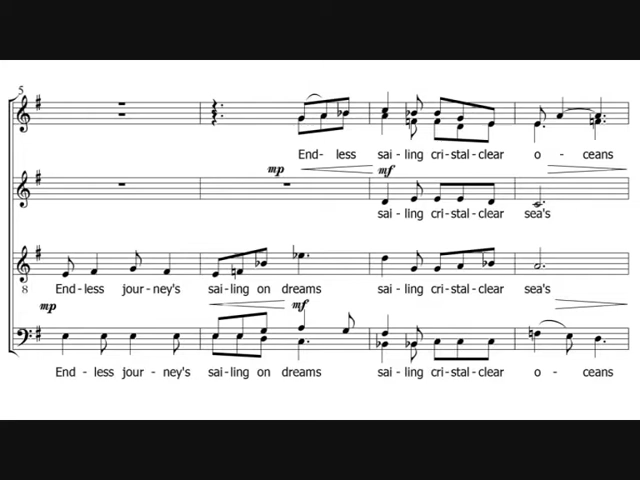 5
End- less sai - ling cri-stal-clear o - ceans
mp mf
sai - ling cri-stal-clear sea's
8
End-less jour-ney's sai-ling on dreams sai-ling cri-stal-clear sea's
mp mf
End - less jour - ney's sai-ling on dreams sai - ling cri-stal-clear o - ceans